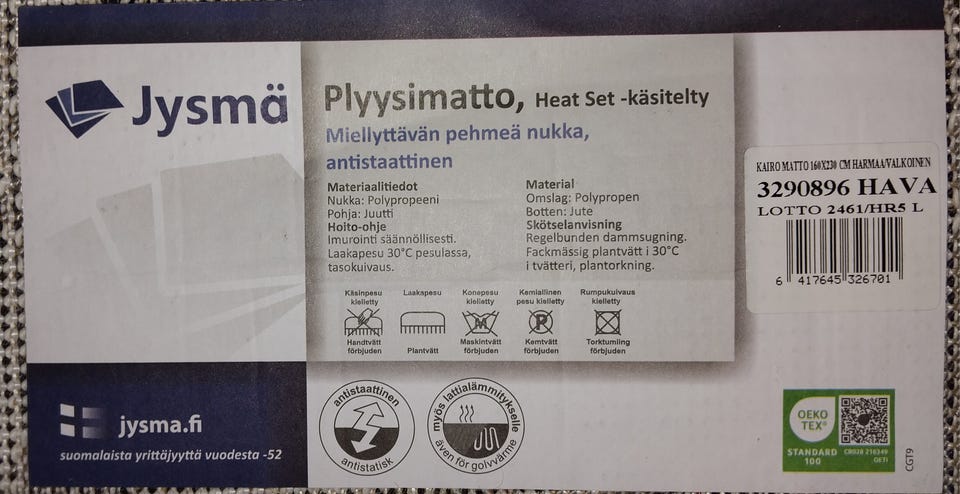 Jysmä
Plyysimatto, Heat Set -käsitelty
Miellyttävän pehmeä nukka,
antistaattinen
Materiaalitiedot
Nukka: Polypropeeni
Pohja: Juutti
Hoito-ohje
Imurointi säännöllisesti.
Laakapesu 30°C pesulassa,
tasokuivaus.
Material
Omslag: Polypropen
Botten: Jute
Skötselanvisning
Regelbunden dammsugning.
Fackmässig plantvätt i 30°C
i tvätteri, plantorkning.
Käsinpesu
kielletty
Laakapesu
Konepesu
kielletty
Kemiallinen
pesu kielletty
Rumpukuivaus
kielletty
M
P
Handtvätt
förbjuden
Plantvätt
Maskintvätt
förbjuden
Kemtvätt
förbjuden
Torktumling
förbjuden
KAIRO MATTO 160X230 CM HARMAA/VALKOINEN
3290896 HAVA
LOTTO 2461/HR5 L
6 417645 326701
jysma.fi
suomalaista yrittäjyyttä vuodesta -52
antistaattinen
antistatisk
myös lattialämmitykselle
även för golvvärme
OEKO
TEX®
STANDARD
100
CR028 216349
OETI
CGT9